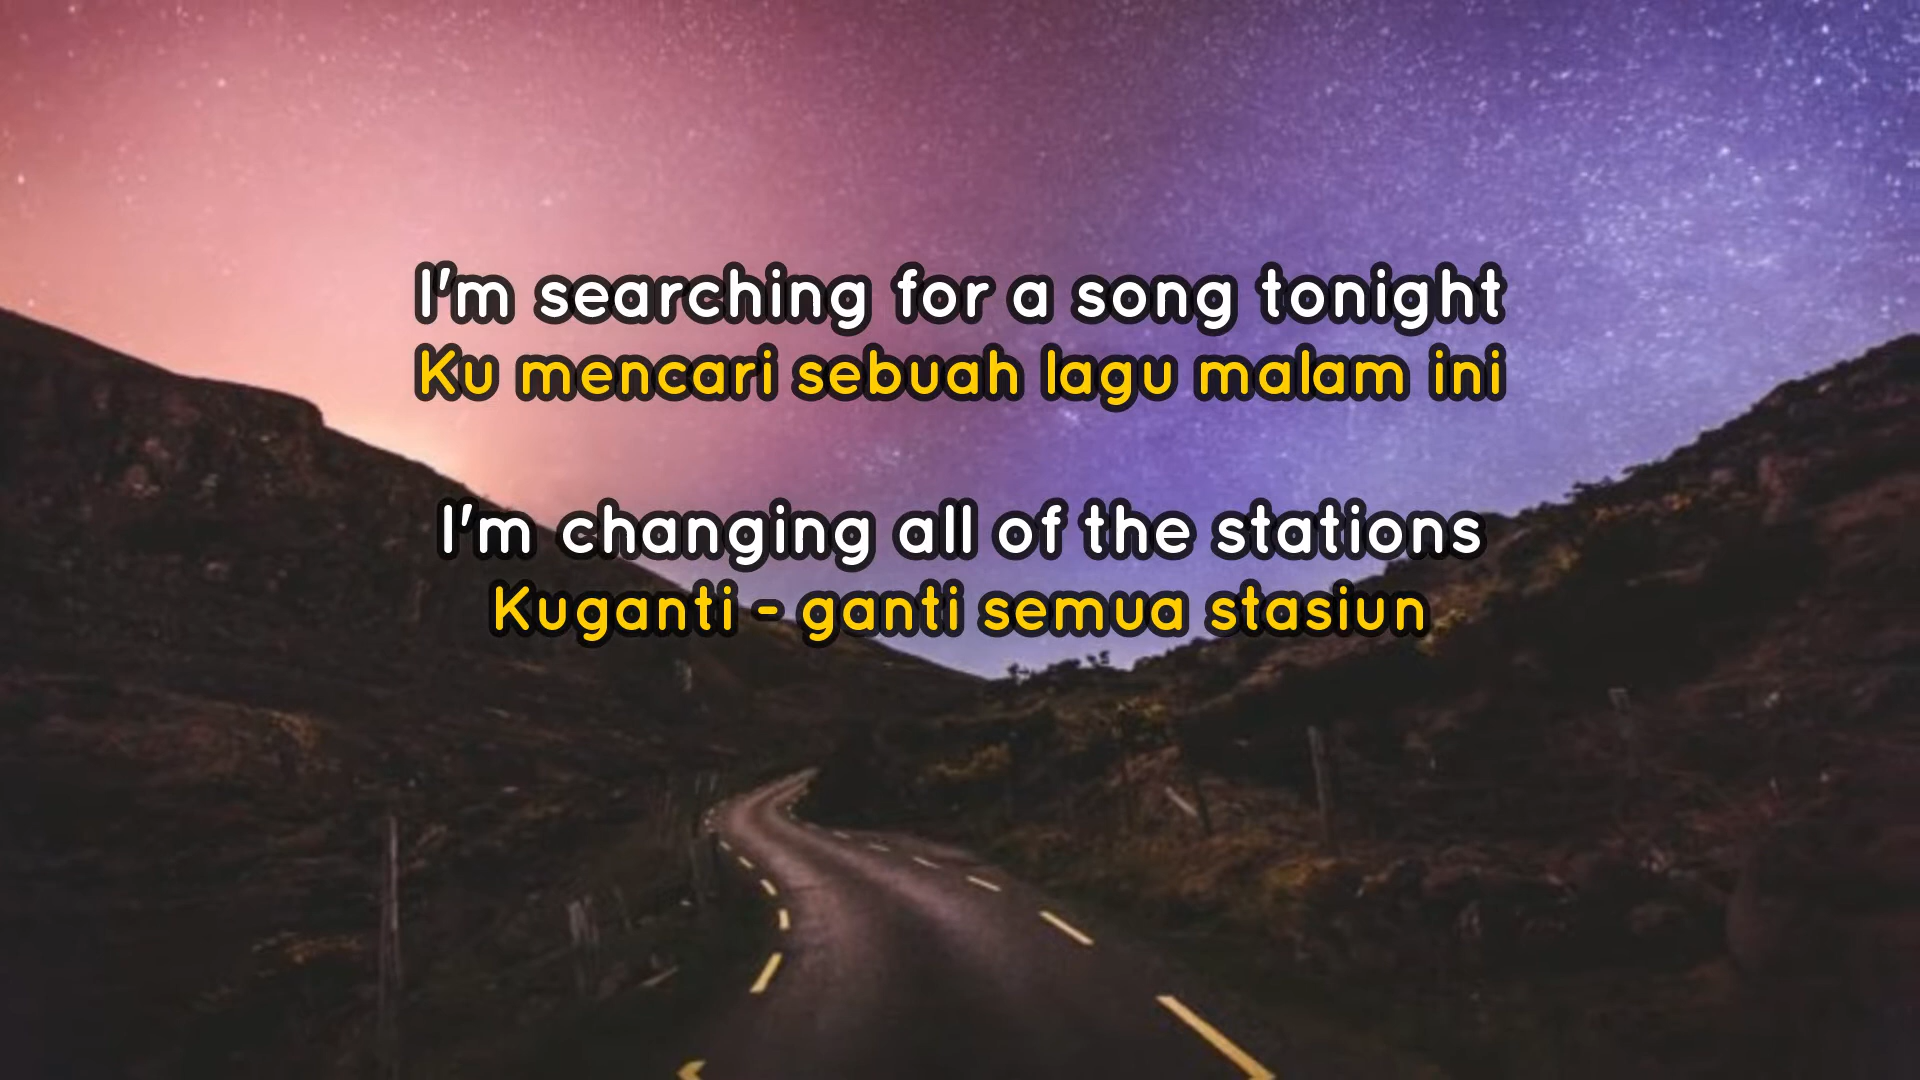 I'm searching for a song tonight
Ku mencari sebuah lagu malam ini
I'm changing all of the stations
Kuganti - ganti semua stasiun